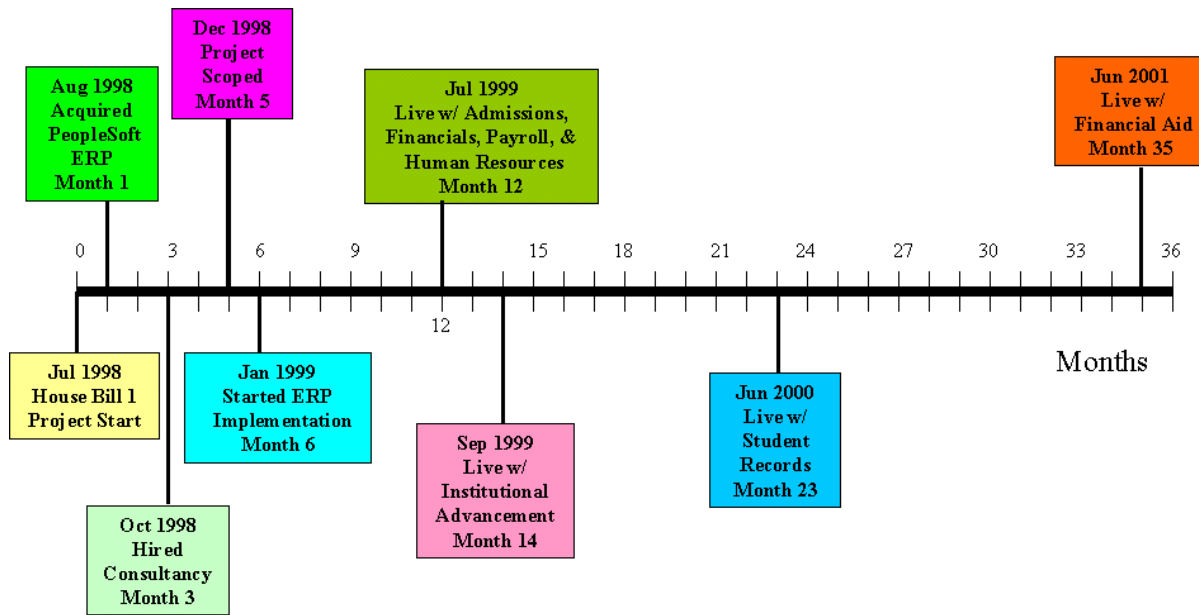 Dec 1998
Project
Scoped
Month 5
Aug 1998
Acquired
PeopleSoft
ERP
Month 1
Jul 1999
Live w/ Admissions,
Financials, Payroll, &
Human Resources
Month 12
Jun 2001
Live w/
Financial Aid
Month 35
0 3 6 9 15 18 21 24 27 30 33 36
12
Months
Jul 1998
House Bill 1
Project Start
Jan 1999
Started ERP
Implementation
Month 6
Jun 2000
Live w/
Student
Records
Month 23
Sep 1999
Live w/
Institutional
Advancement
Month 14
Oct 1998
Hired
Consultancy
Month 3